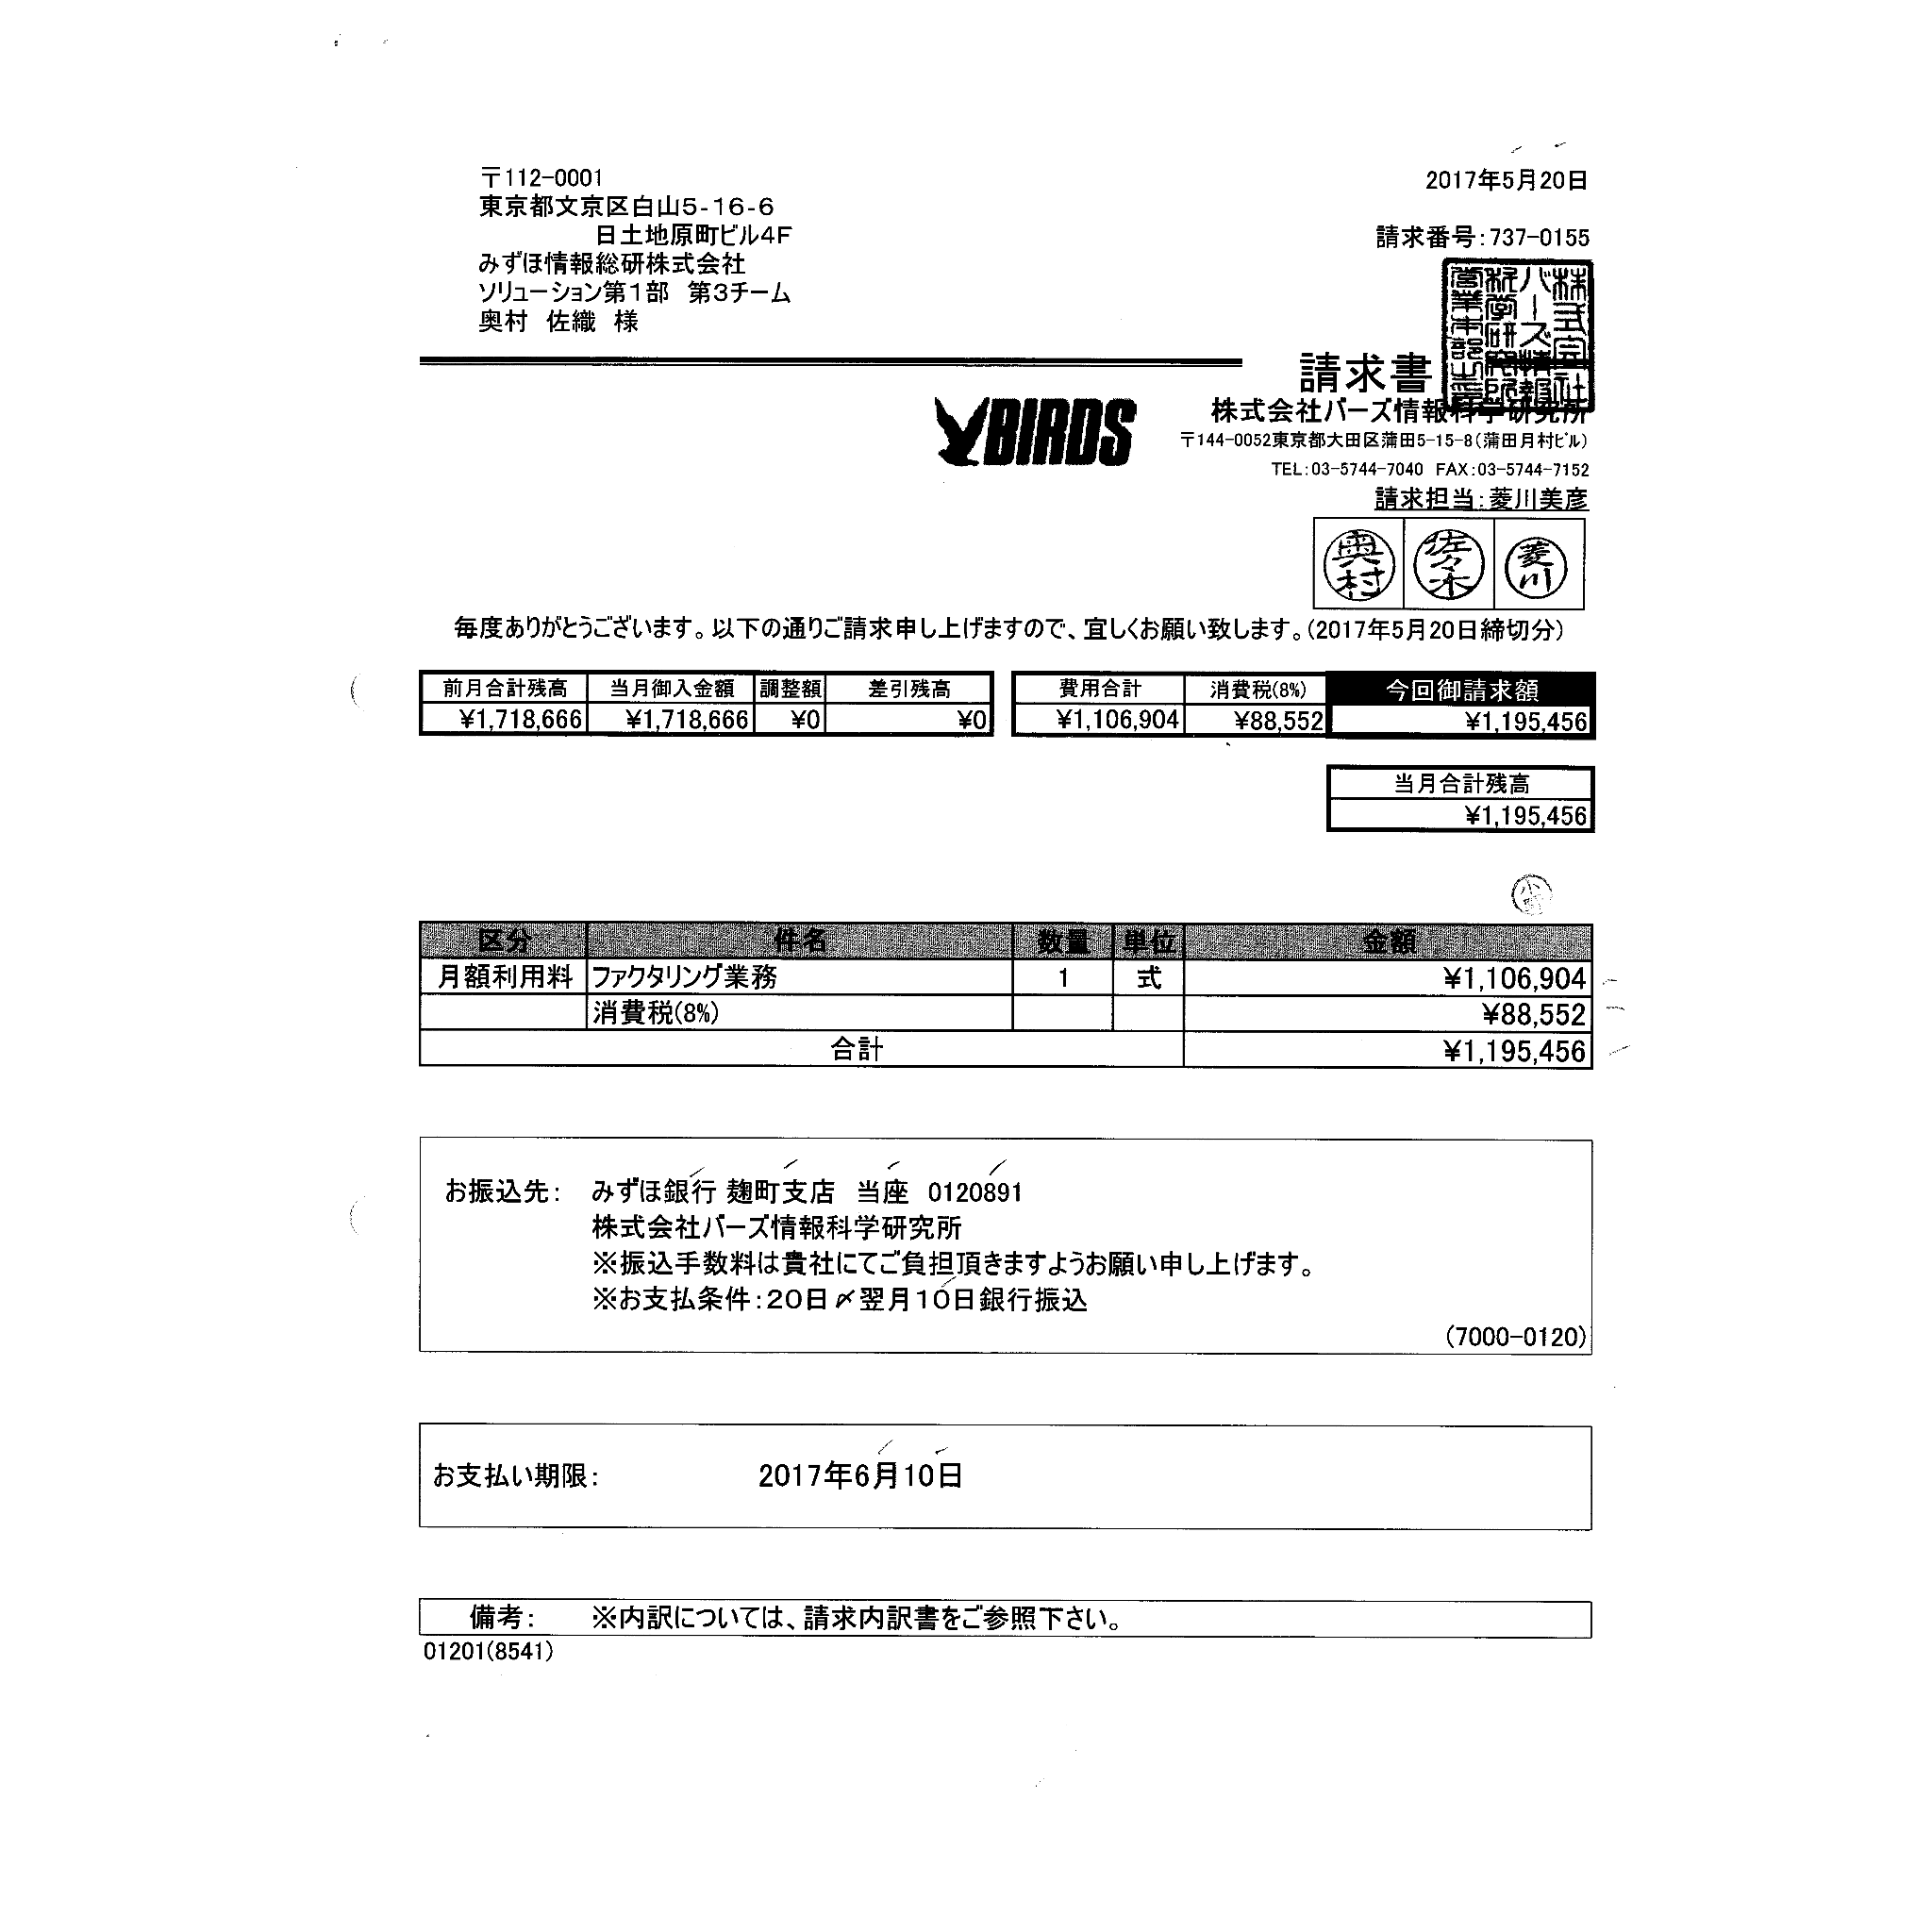 〒112-0001
東京都文京区白山5-16-6
日土地原町ビル4F
みずほ情報総研株式会社
ソリューション第1部 第3チーム
奥村 佐織 様
2017年5月20日
請求番号:737-0155
株式会社バーズ情報科学研究所営業本部之
請求書
BIRDS
株式会社バーズ情報科学研究所
〒144-0052東京都大田区蒲田5-15-8(蒲田月村ビル)
TEL:03-5744-7040 FAX:03-5744-7152
請求担当:菱川美彦
奥村 佐々木 菱川
毎度ありがとうございます。以下の通りご請求申し上げますので、宜しくお願い致します。(2017年5月20日締切分)
前月合計残高 当月御入金額 調整額 差引残高 費用合計 消費税(8%) 今回御請求額
¥1,718,666 ¥1,718,666 ¥0 ¥0 ¥1,106,904 ¥88,552 ¥1,195,456
当月合計残高
¥1,195,456
区分 件名 数量 単位 金額
月額利用料 ファクタリング業務 1 式 ¥1,106,904
消費税(8%) ¥88,552
合計 ¥1,195,456
お振込先: みずほ銀行 麹町支店 当座 0120891
株式会社バーズ情報科学研究所
※振込手数料は貴社にてご負担頂きますようお願い申し上げます。
※お支払条件:20日〆翌月10日銀行振込
(7000-0120)
お支払い期限: 2017年6月10日
備考: ※内訳については、請求内訳書をご参照下さい。
01201(8541)